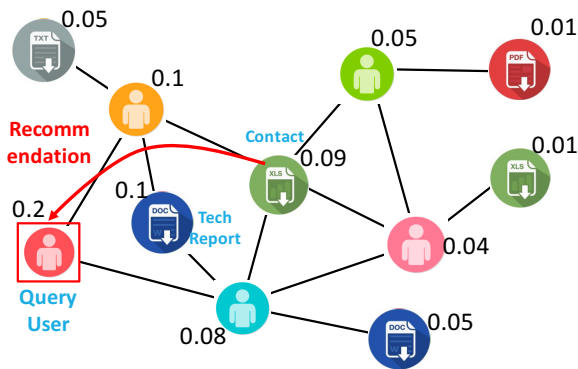 0.05
TXT
0.1
0.05
0.01
PDF
Recomm
endation
Contact
0.09
XLS
0.01
XLS
0.2
0.1
DOC
Tech
Report
0.04
Query
User
0.08
0.05
DOC